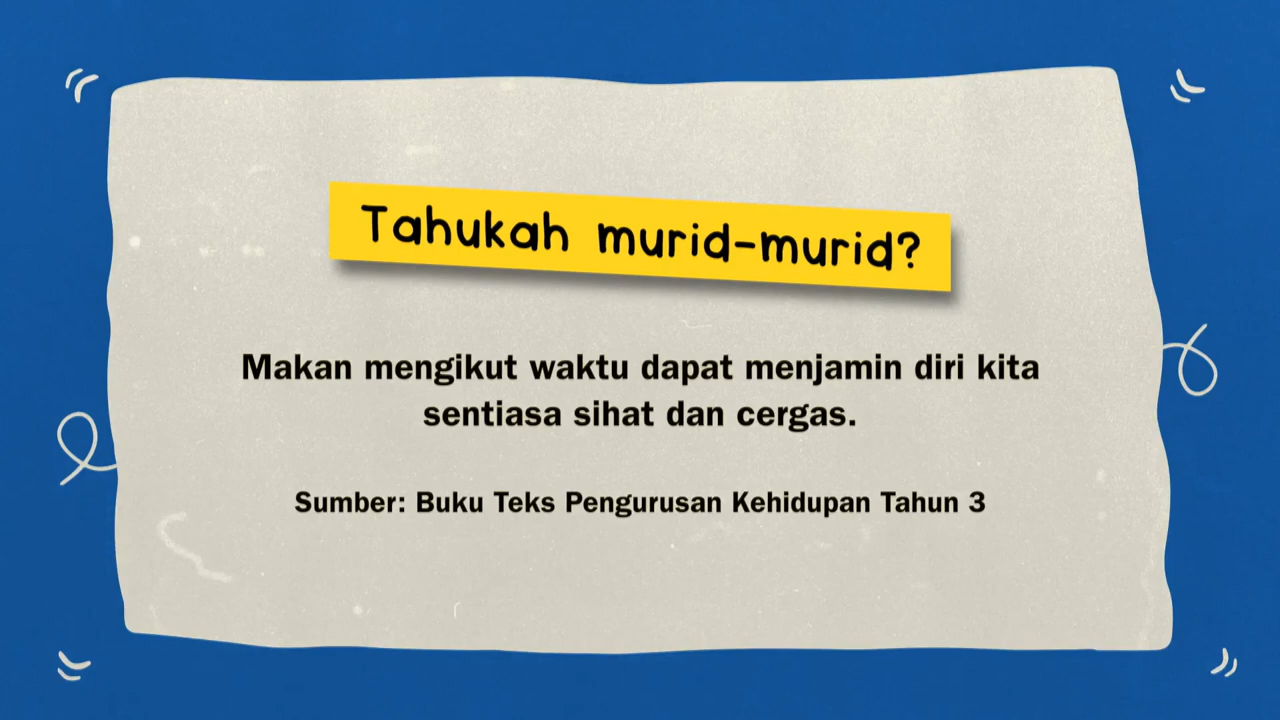 Tahukah murid-murid?
Makan mengikut waktu dapat menjamin diri kita
sentiasa sihat dan cergas.
Sumber: Buku Teks Pengurusan Kehidupan Tahun 3